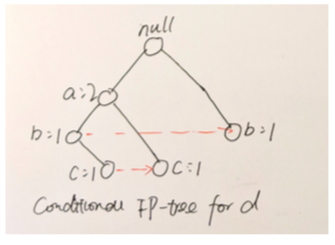 null
a:2
b:1
b:1
c:1
c:1
Conditional FP-tree for d